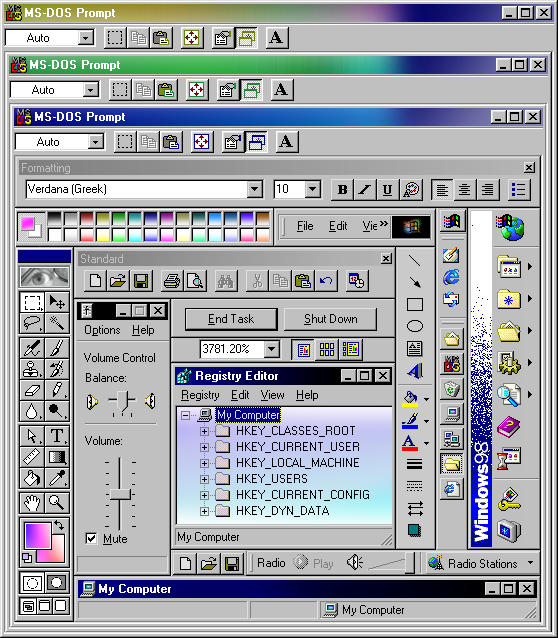 MS-DOS Prompt
Auto
A
MS-DOS Prompt
Auto
A
MS-DOS Prompt
Auto
A
Formatting
Verdana (Greek)
10
B I U
File Edit Vie »
Standard
End Task
Shut Down
Options Help
Volume Control
Balance:
Volume:
Mute
3781.20%
Registry Editor
Registry Edit View Help
My Computer
HKEY_CLASSES_ROOT
HKEY_CURRENT_USER
HKEY_LOCAL_MACHINE
HKEY_USERS
HKEY_CURRENT_CONFIG
HKEY_DYN_DATA
My Computer
A
A
T
Windows98
Radio Play Radio Stations
My Computer
My Computer